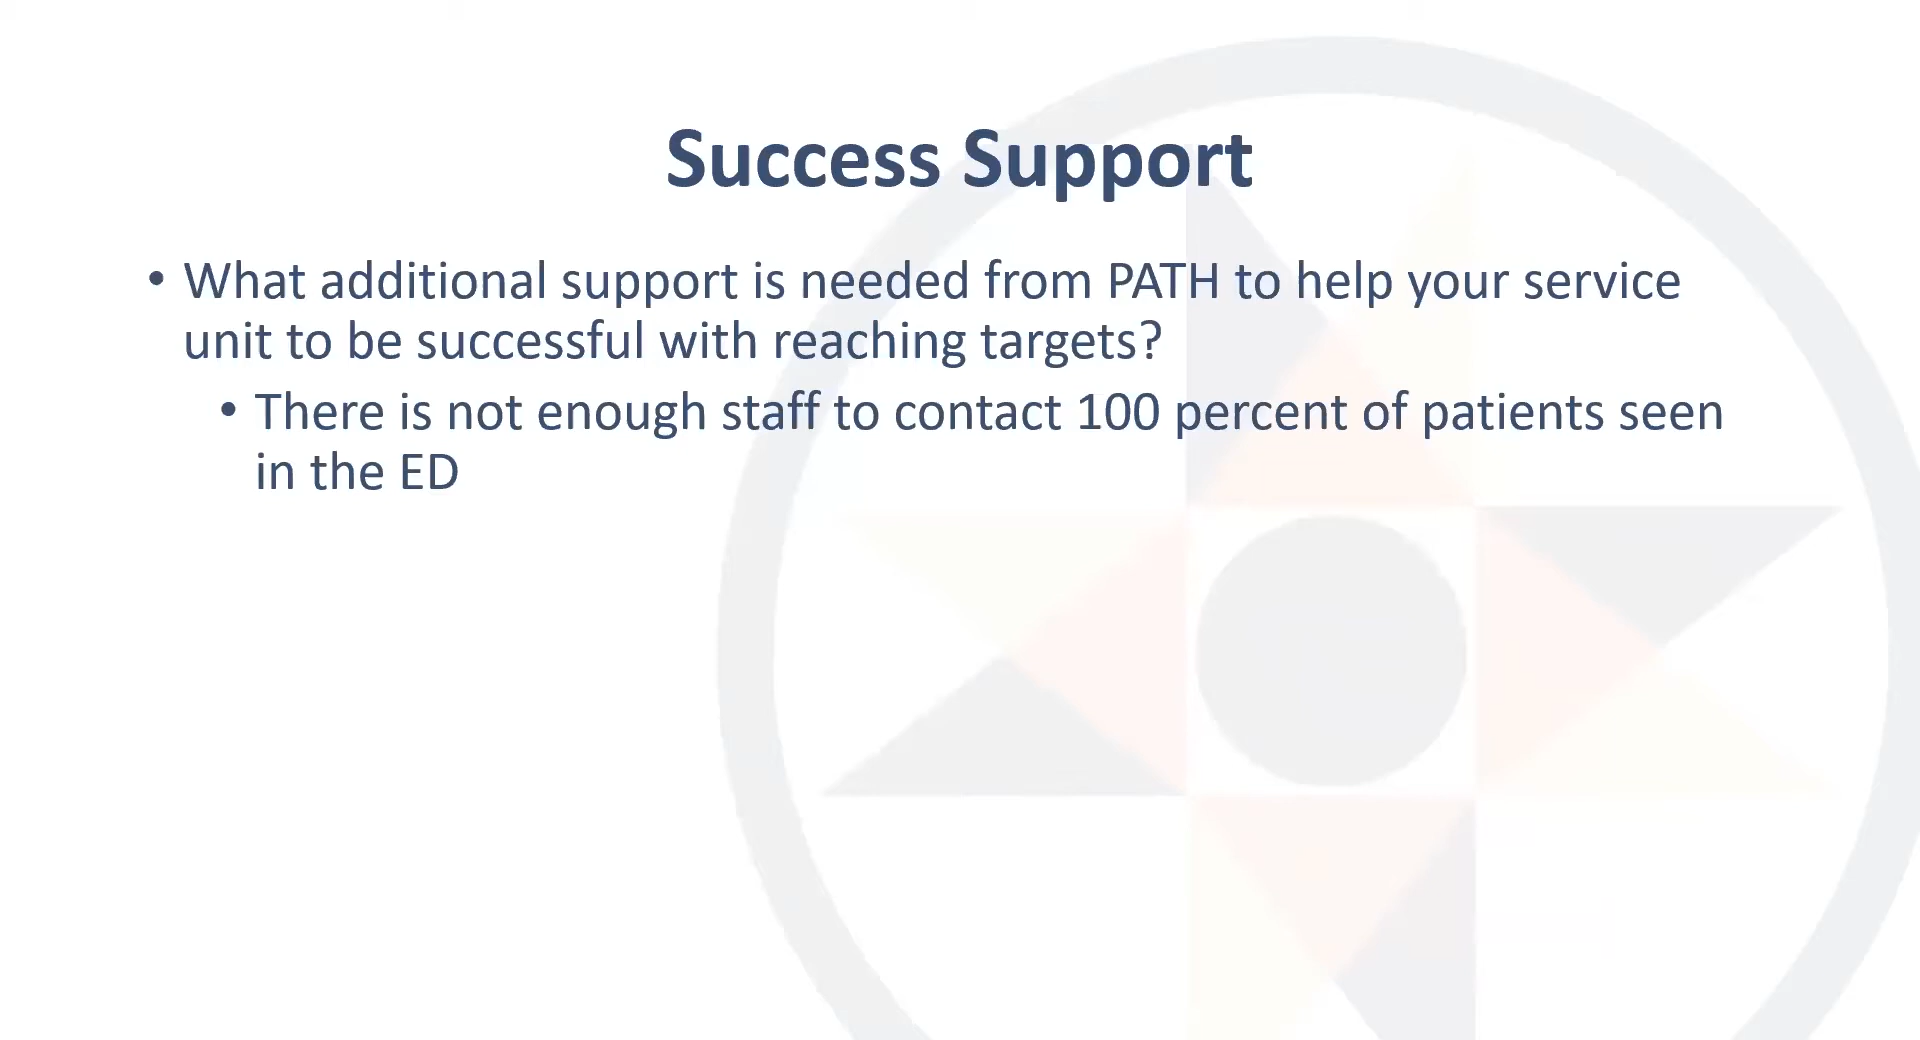 Success Support
• What additional support is needed from PATH to help your service
unit to be successful with reaching targets?
• There is not enough staff to contact 100 percent of patients seen
in the ED